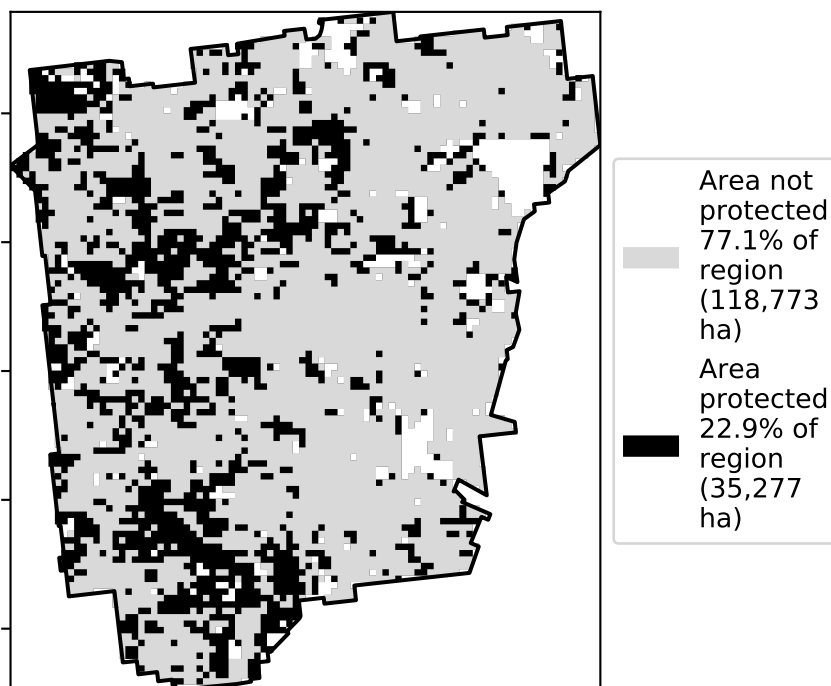 Area not
protected
77.1% of
region
(118,773
ha)
Area
protected
22.9% of
region
(35,277
ha)